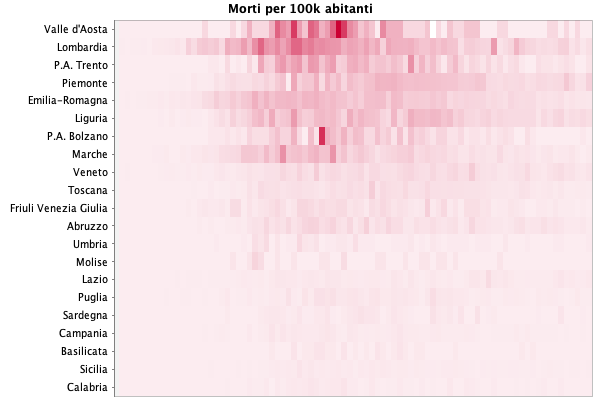 Morti per 100k abitanti
Valle d'Aosta
Lombardia
P.A. Trento
Piemonte
Emilia-Romagna
Liguria
P.A. Bolzano
Marche
Veneto
Toscana
Friuli Venezia Giulia
Abruzzo
Umbria
Molise
Lazio
Puglia
Sardegna
Campania
Basilicata
Sicilia
Calabria